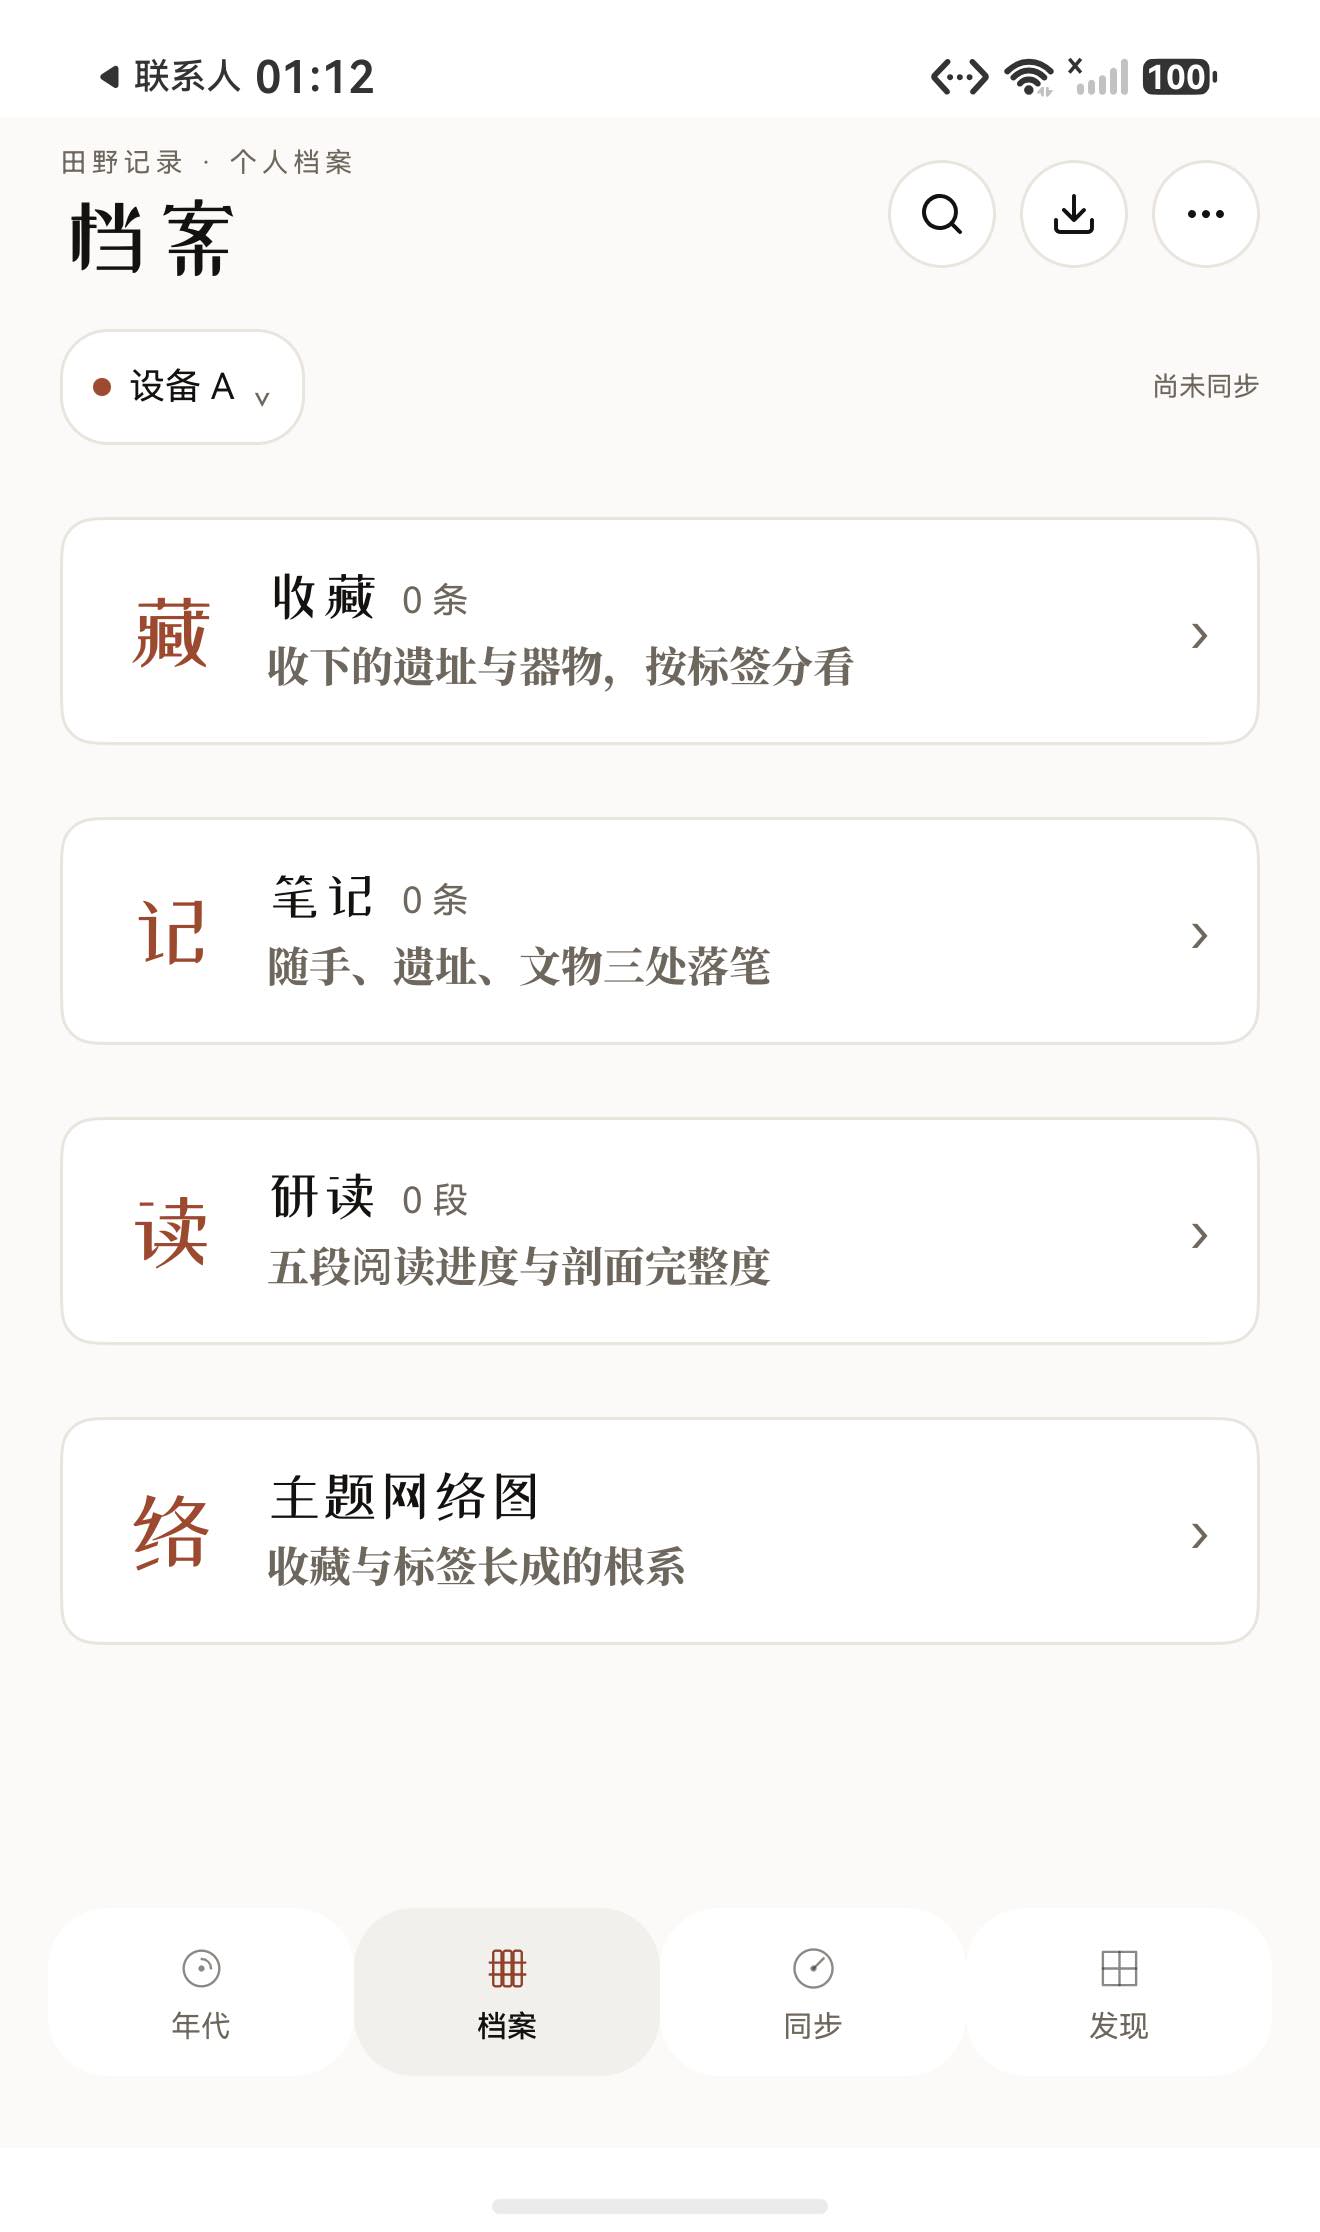 联系人 01:12
100
田野记录 · 个人档案
档案
设备 A
尚未同步
藏
收藏 0 条
收下的遗址与器物，按标签分看
记
笔记 0 条
随手、遗址、文物三处落笔
读
研读 0 段
五段阅读进度与剖面完整度
络
主题网络图
收藏与标签长成的根系
年代
档案
同步
发现